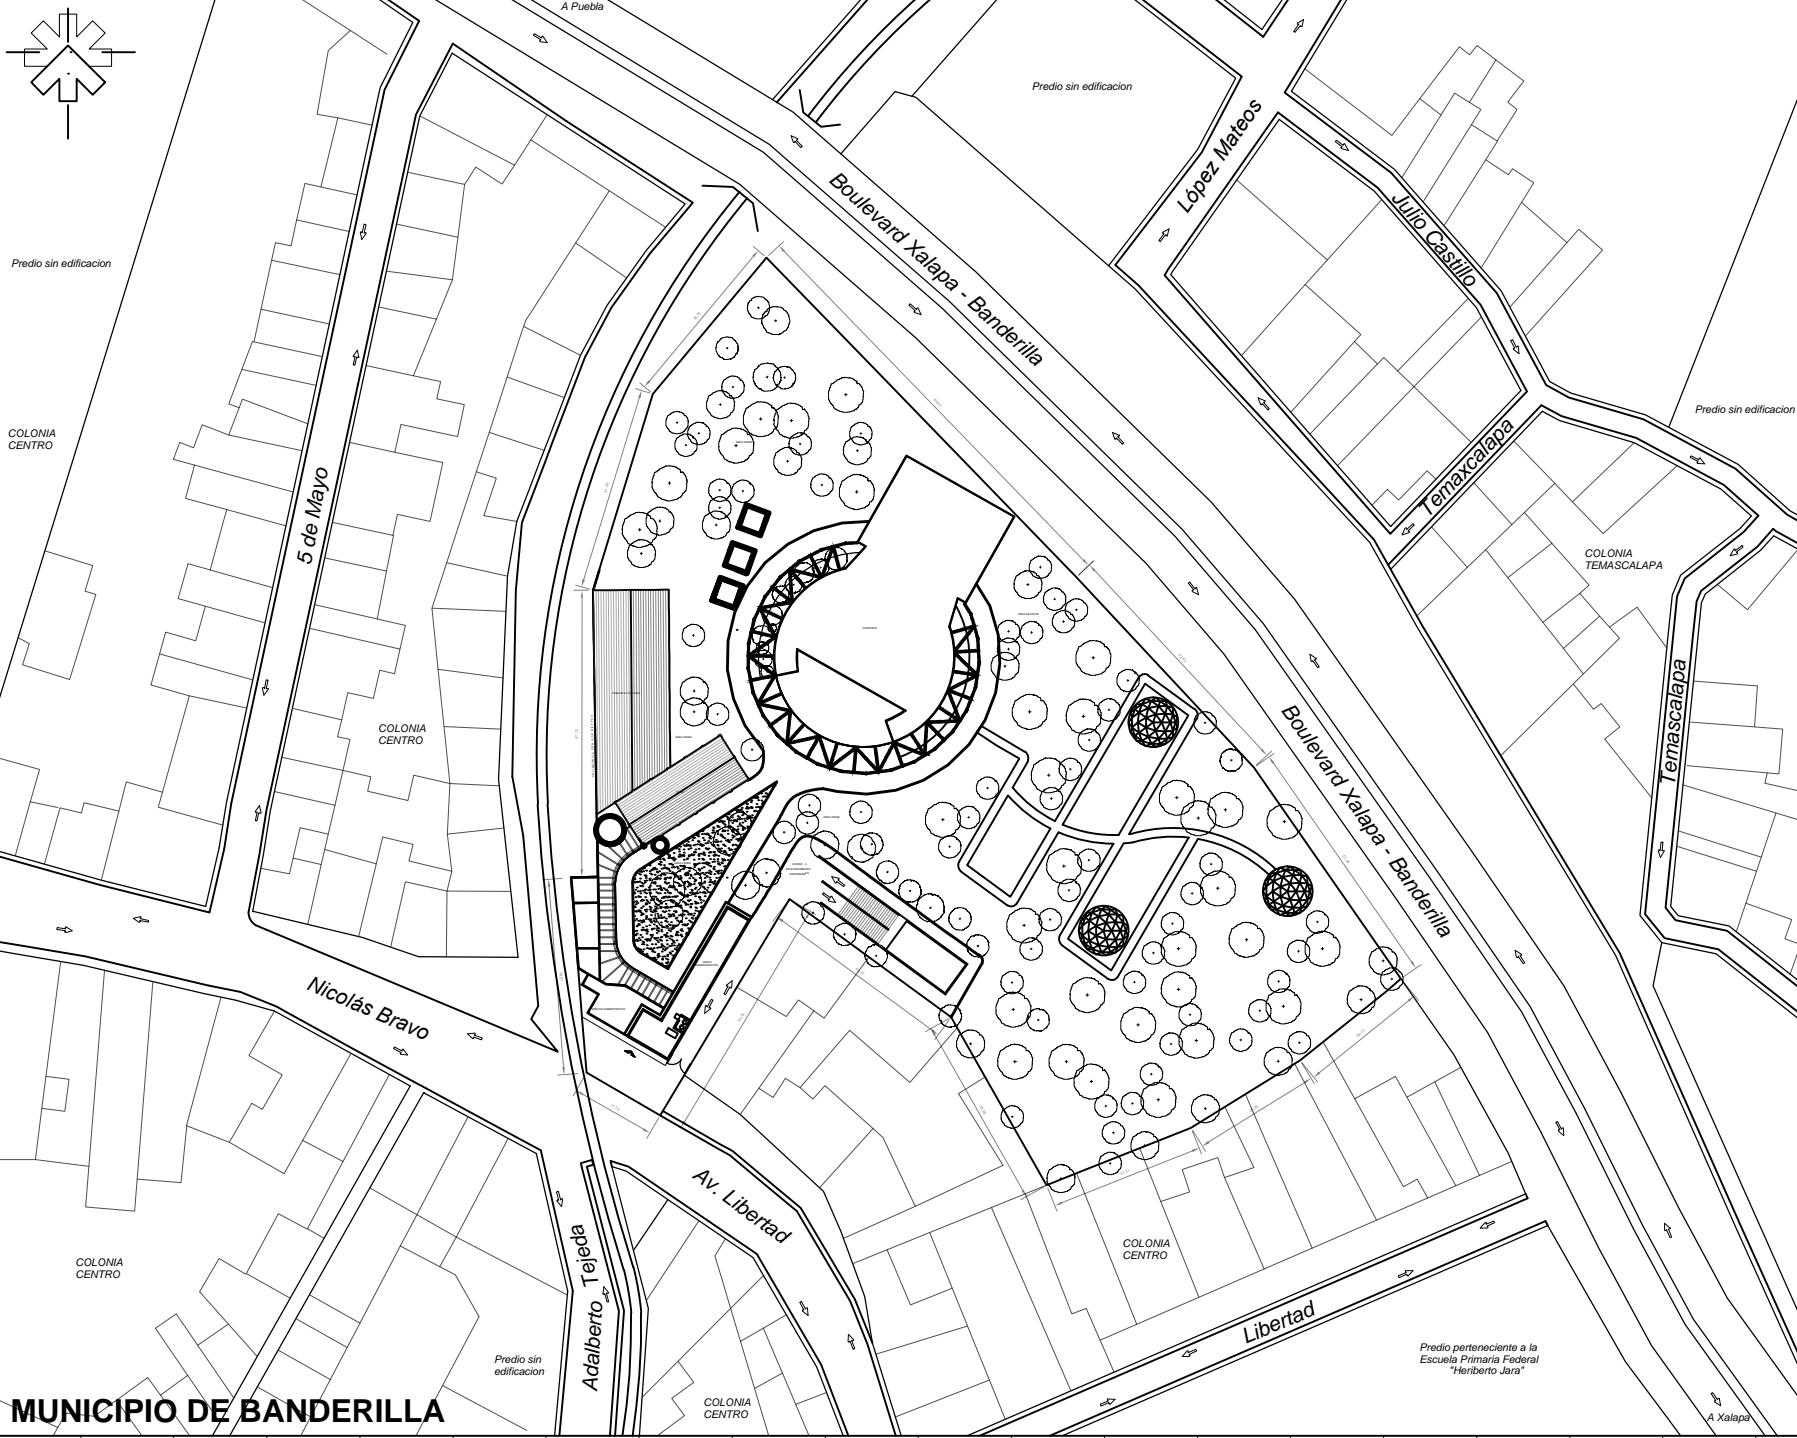 A Puebla
Predio sin edificacion
López Mateos
Julio Castillo
Boulevard Xalapa - Banderilla
Predio sin edificacion
Predio sin edificacion
COLONIA
CENTRO
5 de Mayo
Temaxcalapa
COLONIA
TEMASCALAPA
Temascalapa
COLONIA
CENTRO
Boulevard Xalapa - Banderilla
Nicolás Bravo
Av. Libertad
Adalberto Tejeda
COLONIA
CENTRO
COLONIA
CENTRO
Libertad
Predio sin
edificacion
Predio perteneciente a la
Escuela Primaria Federal
"Heriberto Jara"
COLONIA
CENTRO
A Xalapa
MUNICIPIO DE BANDERILLA